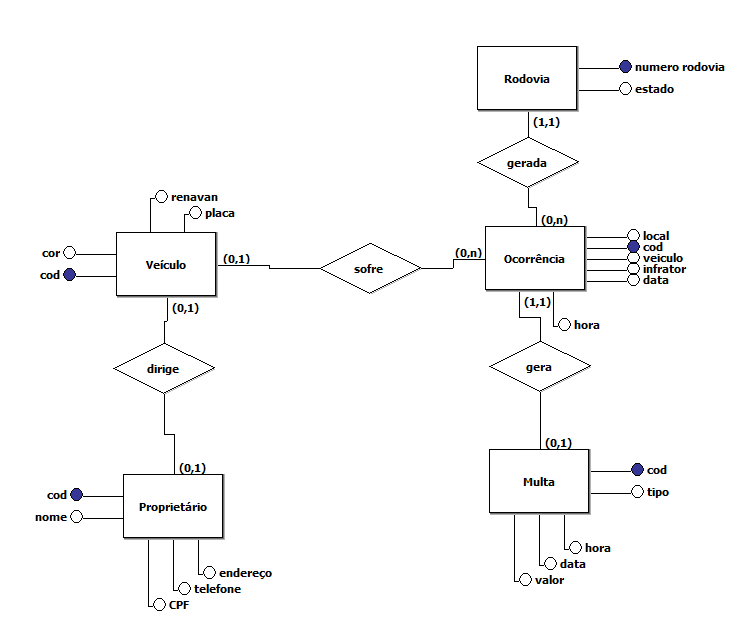 Rodovia
numero rodovia
estado
(1,1)
gerada
(0,n)
renavan
placa
cor
cod
Veículo
(0,1)
sofre
(0,n)
Ocorrência
local
cod
veiculo
infrator
data
hora
(0,1)
(1,1)
dirige
gera
(0,1)
(0,1)
cod
nome
Proprietário
endereço
telefone
CPF
Multa
cod
tipo
hora
data
valor